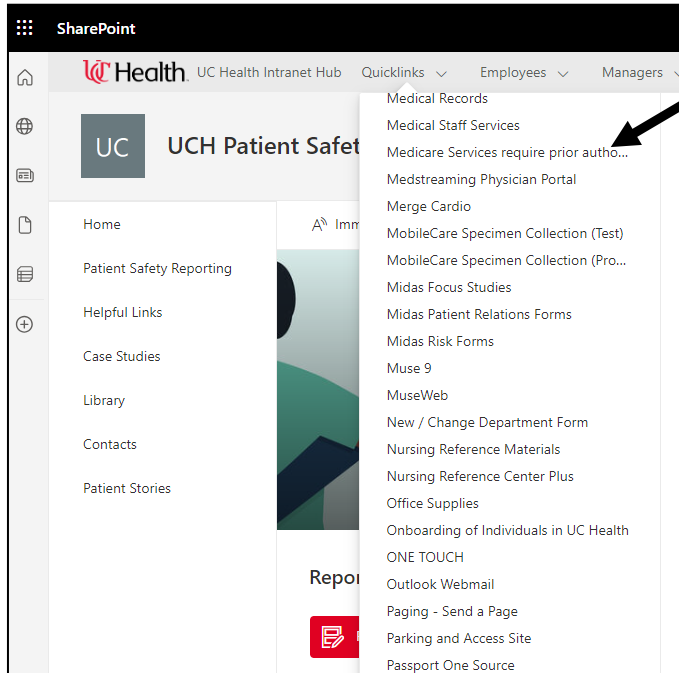 SharePoint
UC Health. UC Health Intranet Hub Quicklinks Employees Managers
UC
UCH Patient Safet
Home
Patient Safety Reporting
Helpful Links
Case Studies
Library
Contacts
Patient Stories
A Imm
Repor
Medical Records
Medical Staff Services
Medicare Services require prior autho...
Medstreaming Physician Portal
Merge Cardio
MobileCare Specimen Collection (Test)
MobileCare Specimen Collection (Pro...
Midas Focus Studies
Midas Patient Relations Forms
Midas Risk Forms
Muse 9
MuseWeb
New / Change Department Form
Nursing Reference Materials
Nursing Reference Center Plus
Office Supplies
Onboarding of Individuals in UC Health
ONE TOUCH
Outlook Webmail
Paging - Send a Page
Parking and Access Site
Passport One Source